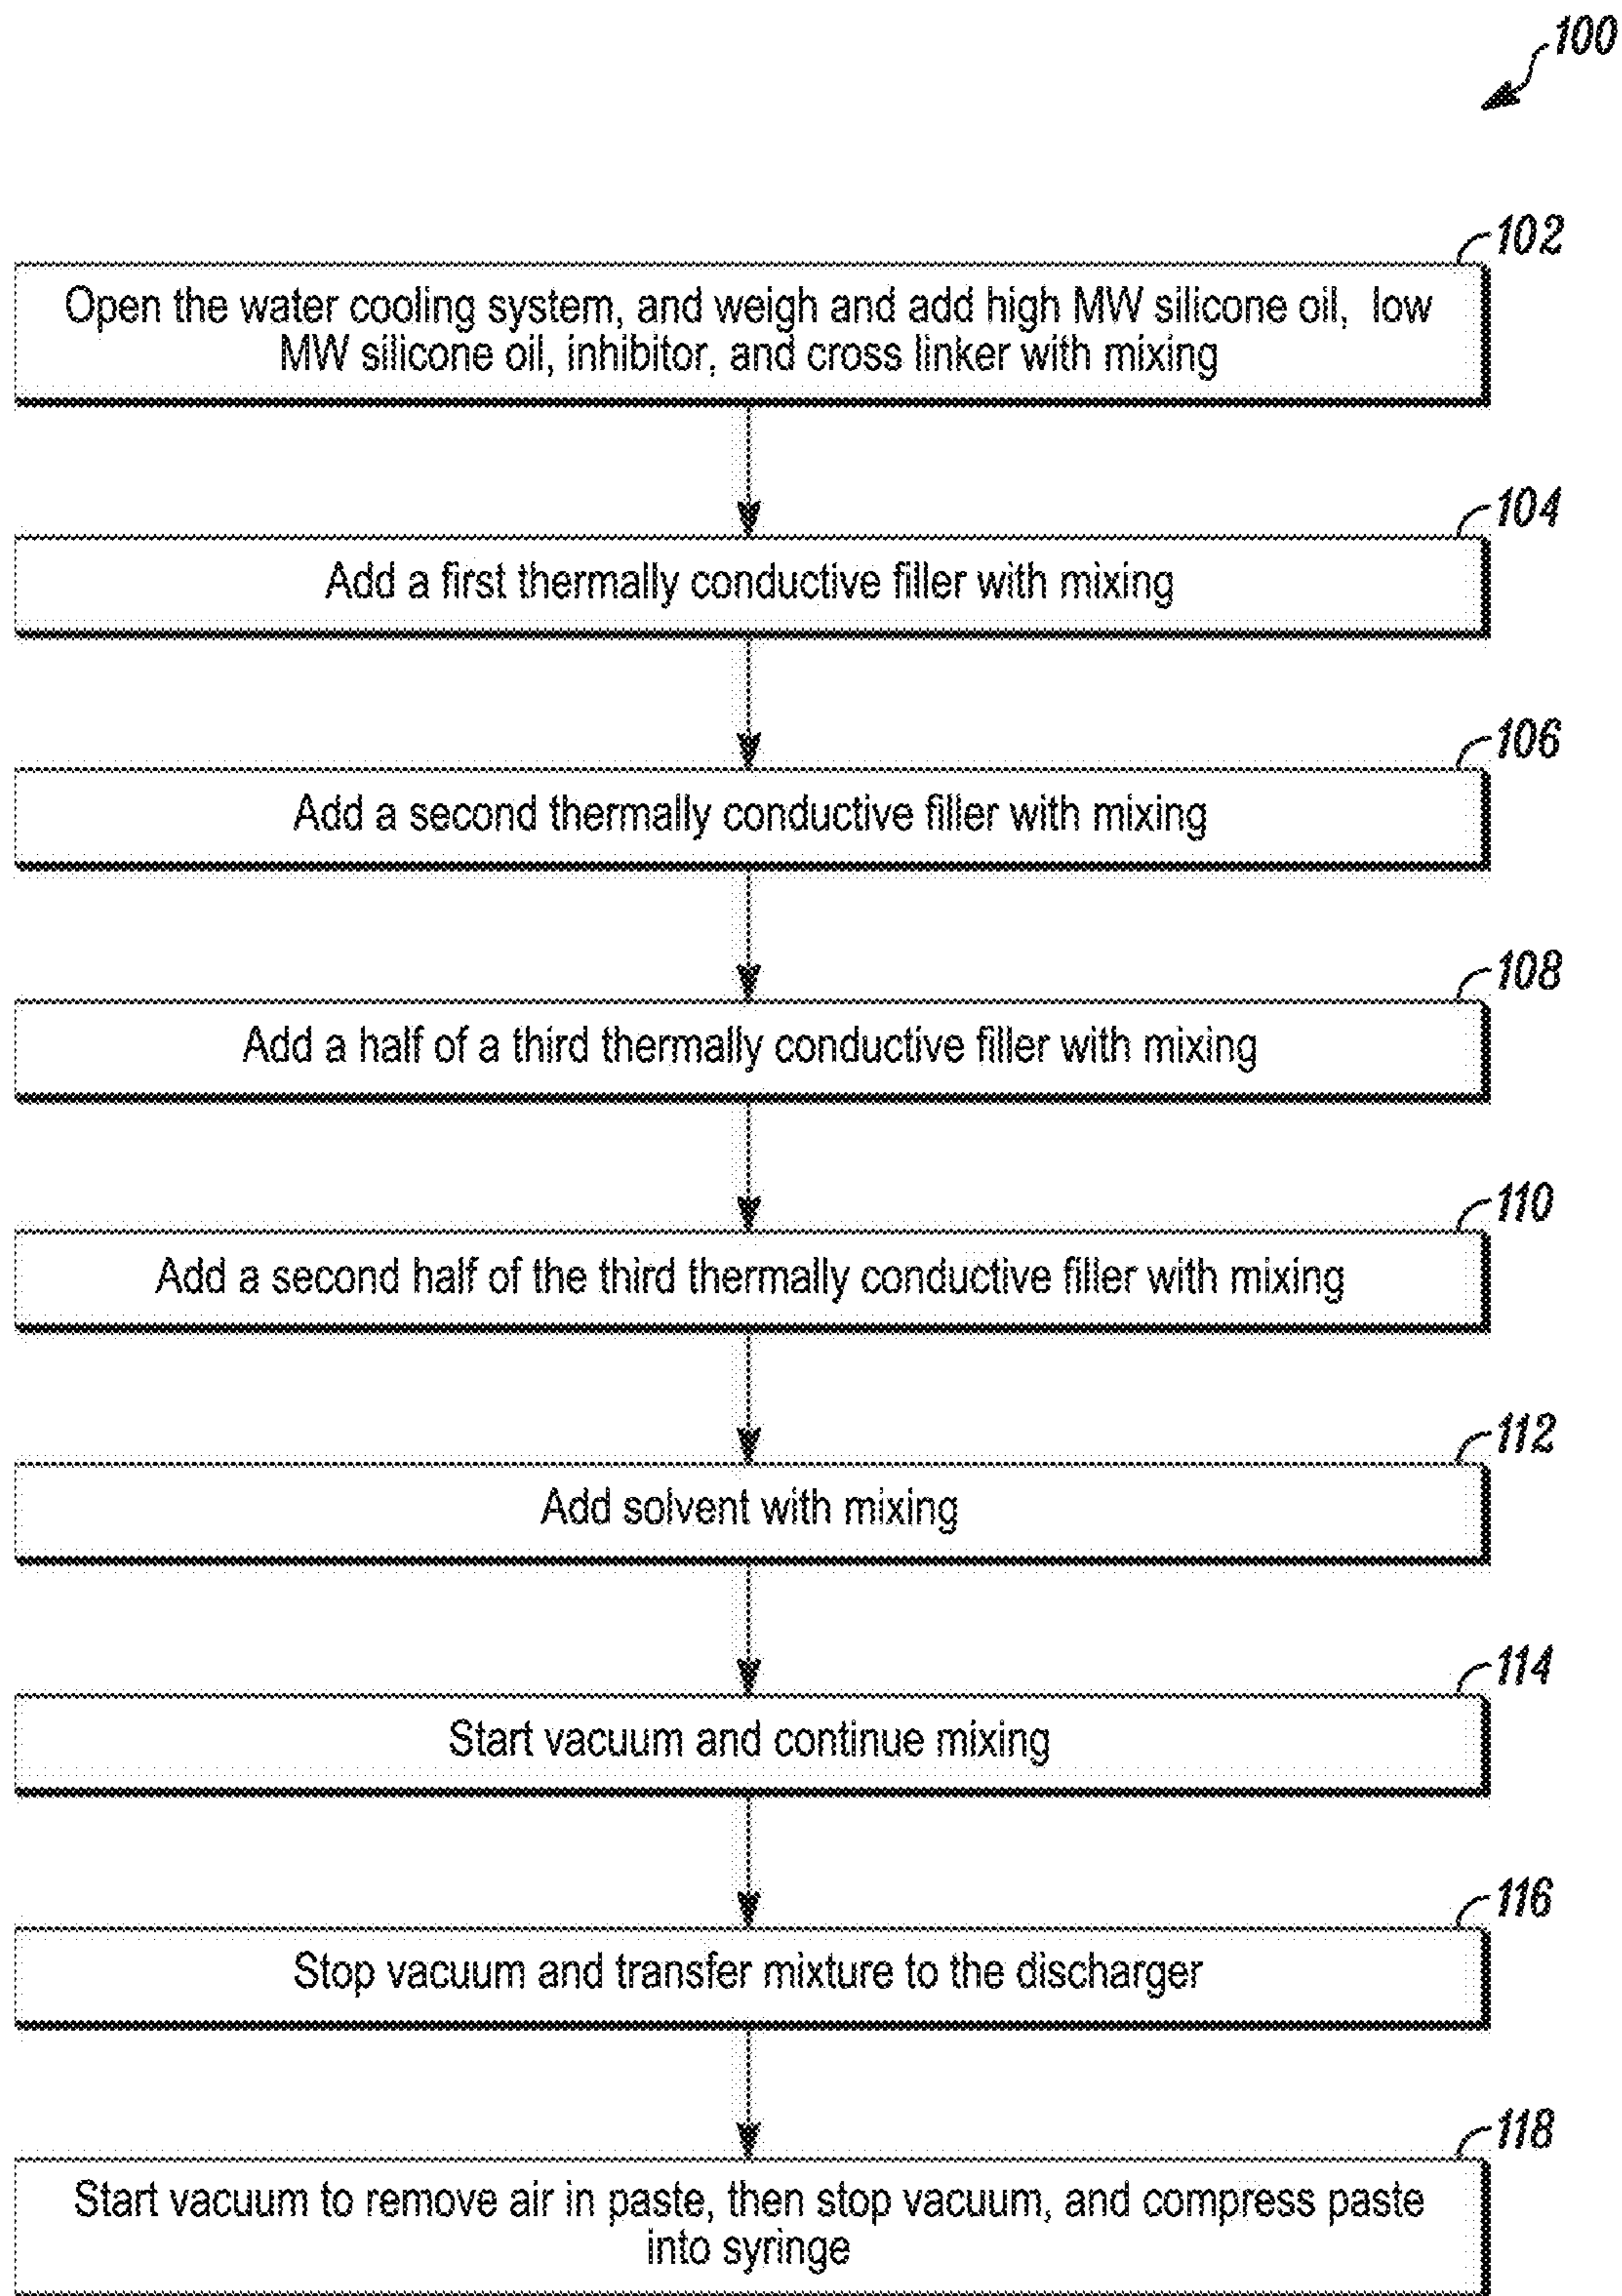 100
102
Open the water cooling system, and weigh and add high MW silicone oil, low
MW silicone oil, inhibitor, and cross linker with mixing
104
Add a first thermally conductive filler with mixing
106
Add a second thermally conductive filler with mixing
108
Add a half of a third thermally conductive filler with mixing
110
Add a second half of the third thermally conductive filler with mixing
112
Add solvent with mixing
114
Start vacuum and continue mixing
116
Stop vacuum and transfer mixture to the discharger
118
Start vacuum to remove air in paste, then stop vacuum, and compress paste
into syringe